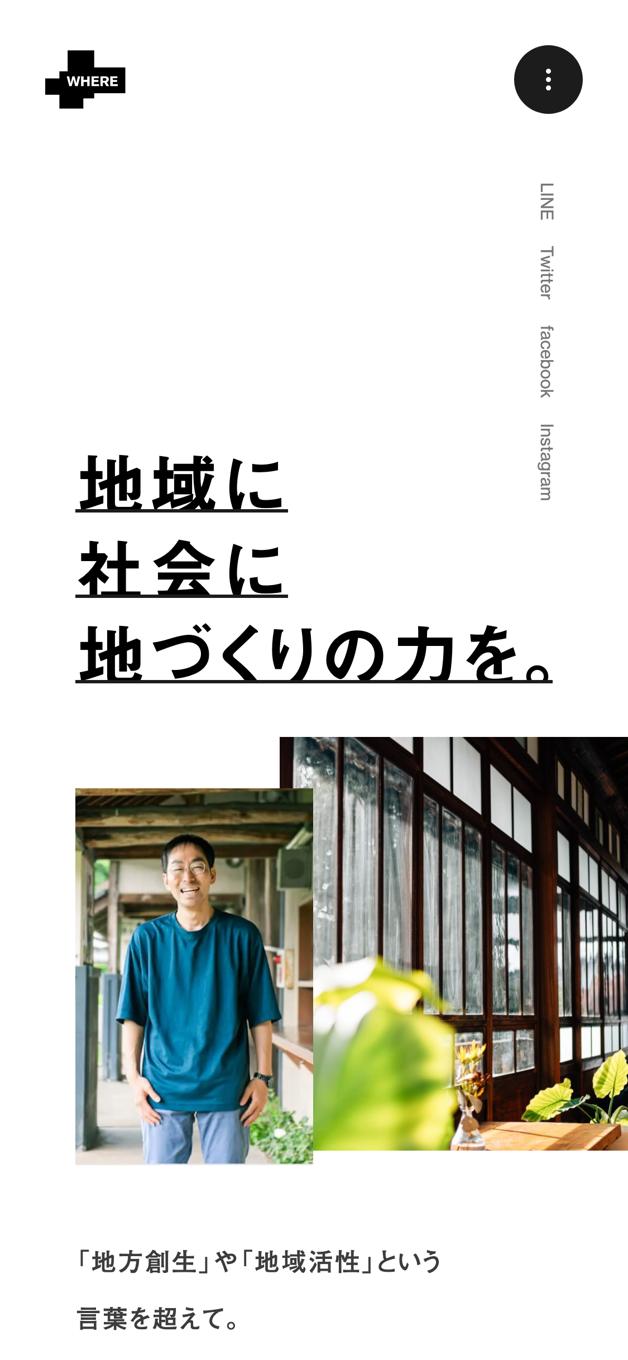 WHERE
LINE
Twitter
facebook
Instagram
地域に
社会に
地づくりの力を。
「地方創生」や「地域活性」という
言葉を超えて。